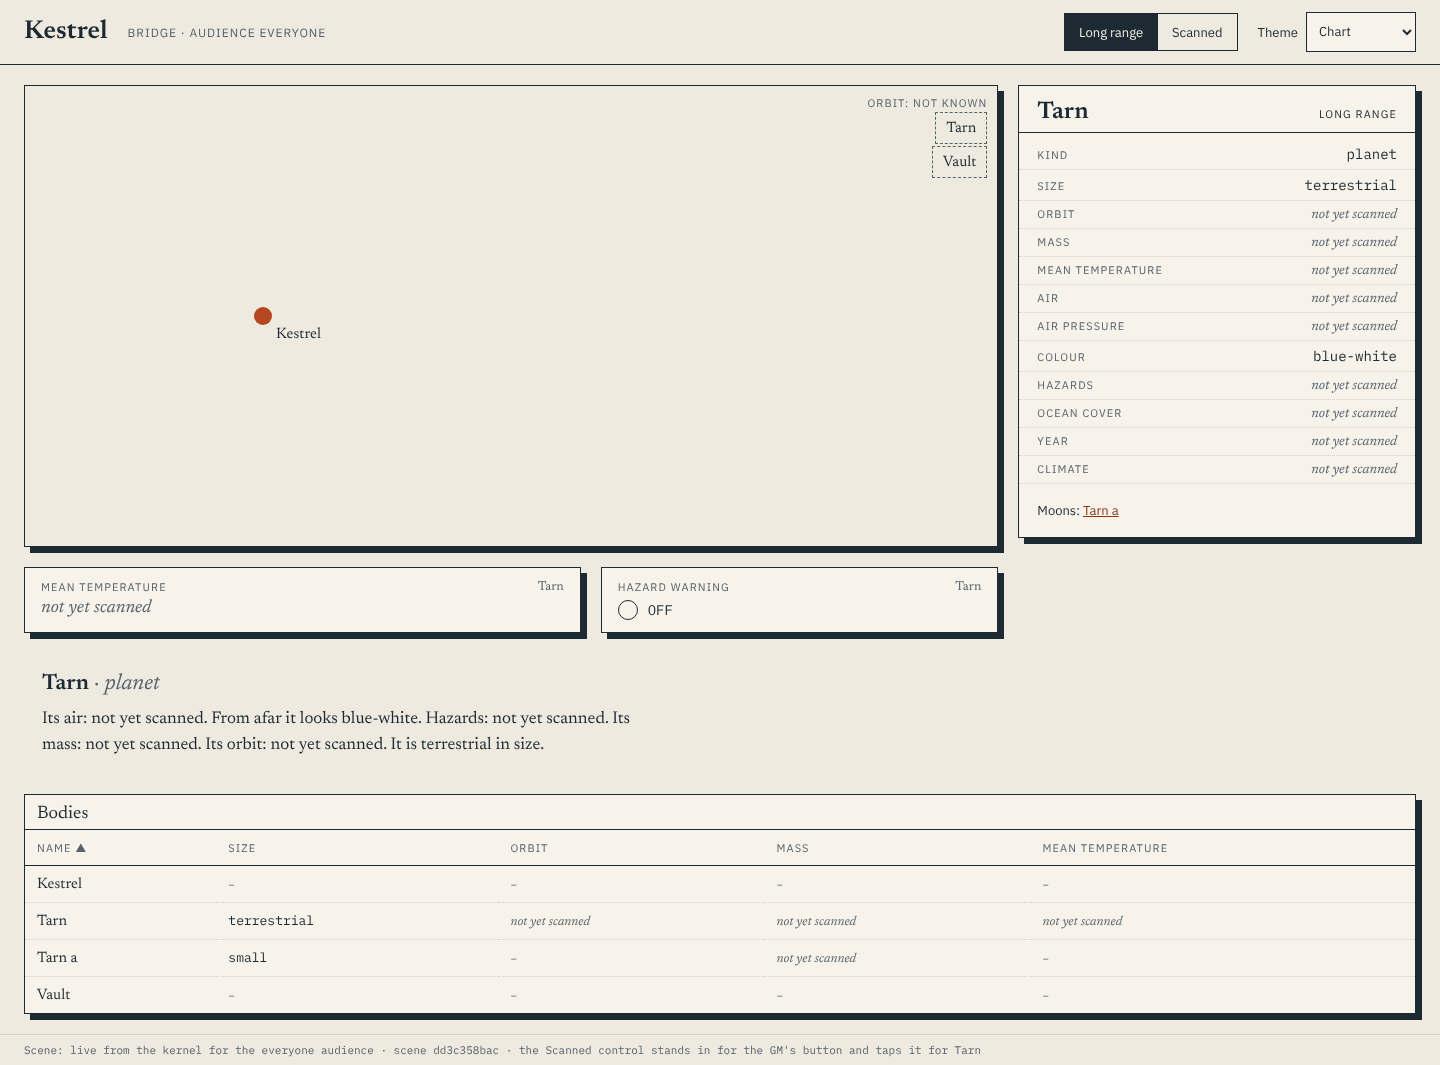 Kestrel
BRIDGE · AUDIENCE EVERYONE
Long range
Scanned
Theme
Chart
ORBIT: NOT KNOWN
Tarn
Vault
Kestrel
Tarn
LONG RANGE
KIND planet
SIZE terrestrial
ORBIT not yet scanned
MASS not yet scanned
MEAN TEMPERATURE not yet scanned
AIR not yet scanned
AIR PRESSURE not yet scanned
COLOUR blue-white
HAZARDS not yet scanned
OCEAN COVER not yet scanned
YEAR not yet scanned
CLIMATE not yet scanned
Moons: Tarn a
MEAN TEMPERATURE Tarn
not yet scanned
HAZARD WARNING Tarn
OFF
Tarn · planet
Its air: not yet scanned. From afar it looks blue-white. Hazards: not yet scanned. Its
mass: not yet scanned. Its orbit: not yet scanned. It is terrestrial in size.
Bodies
NAME ▲ SIZE ORBIT MASS MEAN TEMPERATURE
Kestrel – – – –
Tarn terrestrial not yet scanned not yet scanned not yet scanned
Tarn a small – not yet scanned –
Vault – – – –
Scene: live from the kernel for the everyone audience · scene dd3c358bac · the Scanned control stands in for the GM's button and taps it for Tarn